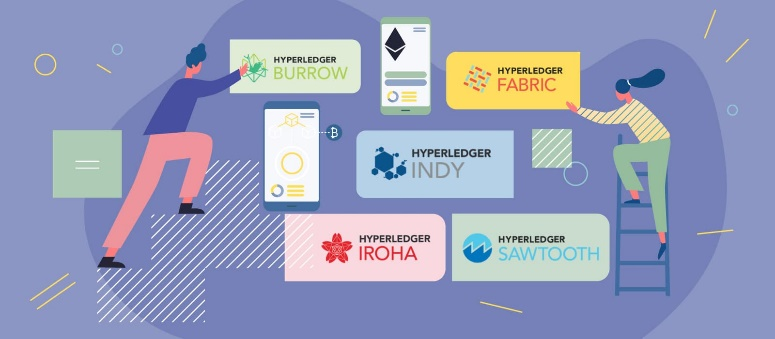 HYPERLEDGER
BURROW
HYPERLEDGER
FABRIC
HYPERLEDGER
INDY
HYPERLEDGER
IROHA
HYPERLEDGER
SAWTOOTH